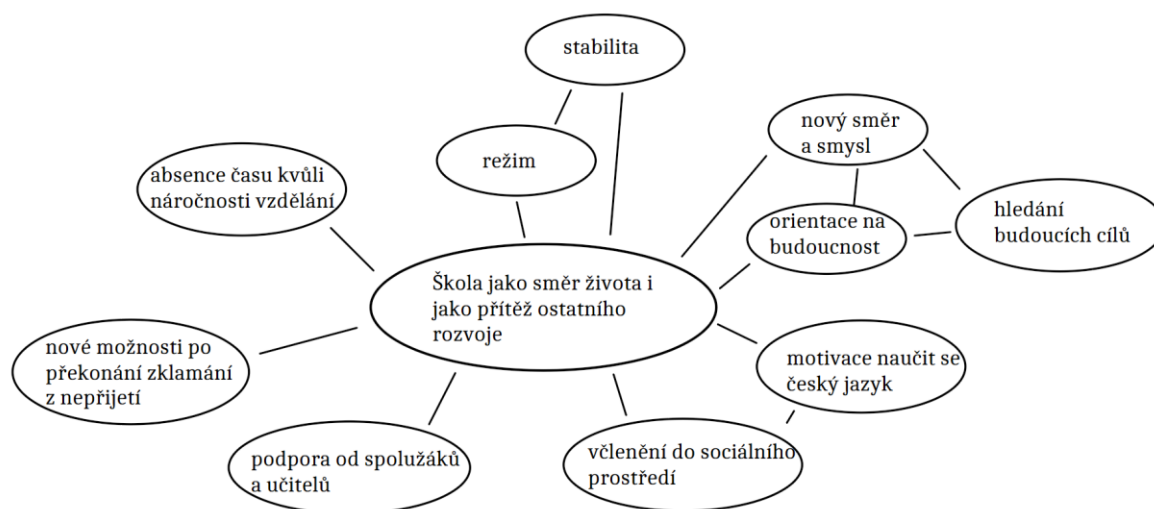 stabilita
nový směr
a smysl
režim
absence času kvůli
náročnosti vzdělání
orientace na
budoucnost
hledání
budoucích cílů
Škola jako směr života i
jako přítěž ostatního
rozvoje
nové možnosti po
překonání zklamání
z nepřijetí
motivace naučit se
český jazyk
podpora od spolužáků
a učitelů
včlenění do sociálního
prostředí